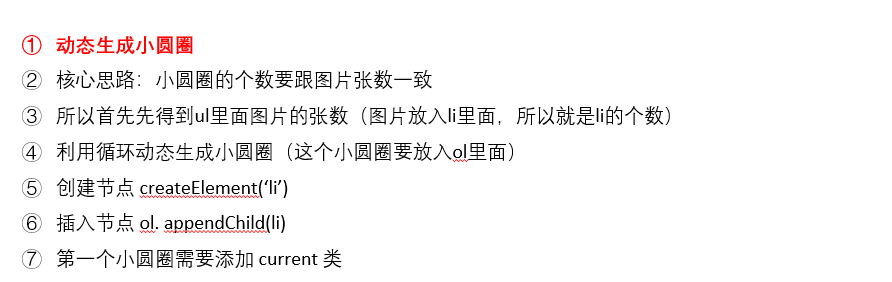 ① 动态生成小圆圈
② 核心思路：小圆圈的个数要跟图片张数一致
③ 所以首先先得到ul里面图片的张数（图片放入li里面，所以就是li的个数）
④ 利用循环动态生成小圆圈（这个小圆圈要放入ol里面）
⑤ 创建节点 createElement(‘li’)
⑥ 插入节点 ol. appendChild(li)
⑦ 第一个小圆圈需要添加 current 类